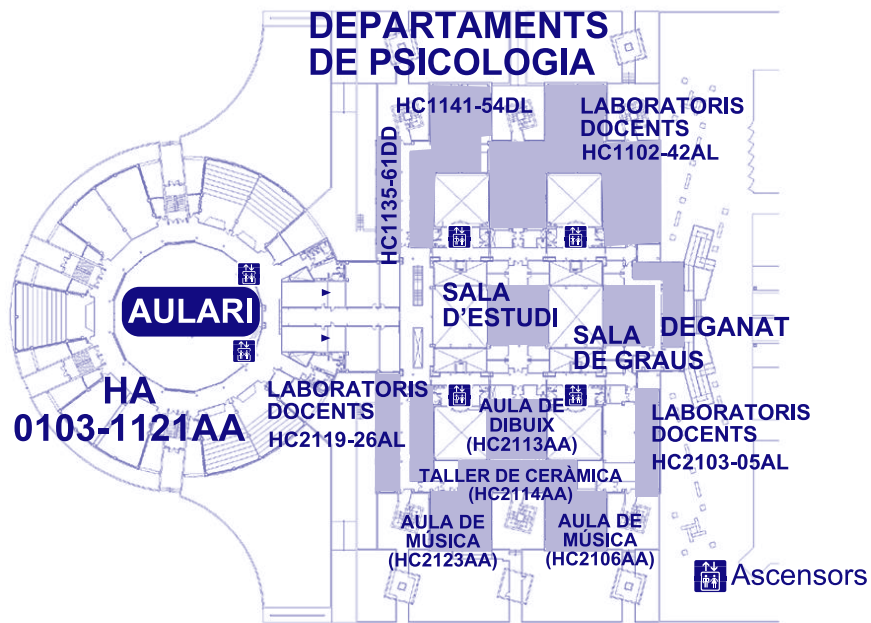 DEPARTAMENTS
DE PSICOLOGIA
HC1141-54DL
LABORATORIS
DOCENTS
HC1102-42AL
HC1135-61DD
AULARI
SALA
D'ESTUDI
SALA
DE GRAUS
DEGANAT
HA
0103-1121AA
LABORATORIS
DOCENTS
HC2119-26AL
AULA DE
DIBUIX
(HC2113AA)
LABORATORIS
DOCENTS
HC2103-05AL
TALLER DE CERÀMICA
(HC2114AA)
AULA DE
MÚSICA
(HC2123AA)
AULA DE
MÚSICA
(HC2106AA)
Ascensors